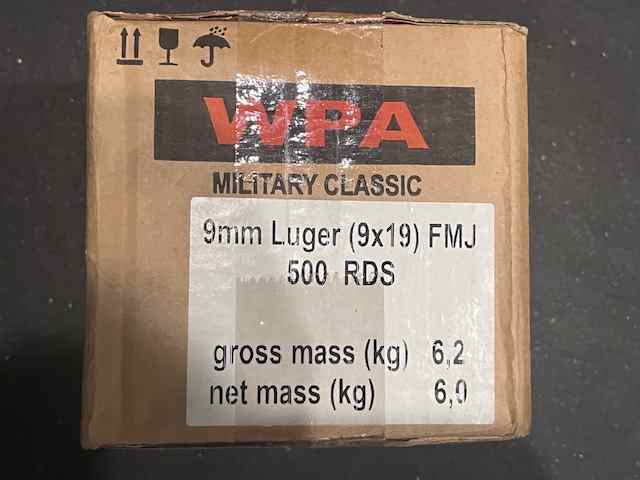 WPA
MILITARY CLASSIC
9mm Luger (9x19) FMJ
500 RDS
gross mass (kg) 6,2
net mass (kg) 6,0